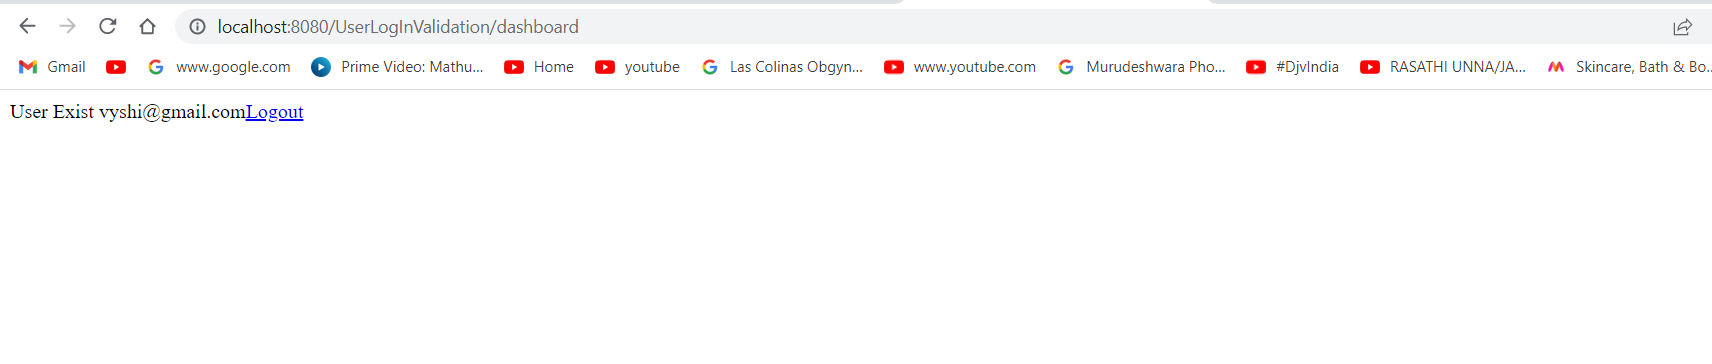 localhost:8080/UserLogInValidation/dashboard
Gmail www.google.com Prime Video: Mathu... Home youtube Las Colinas Obgyn... www.youtube.com Murudeshwara Pho... #DjvIndia RASATHI UNNA/JA... Skincare, Bath & Bo...
User Exist vyshi@gmail.comLogout